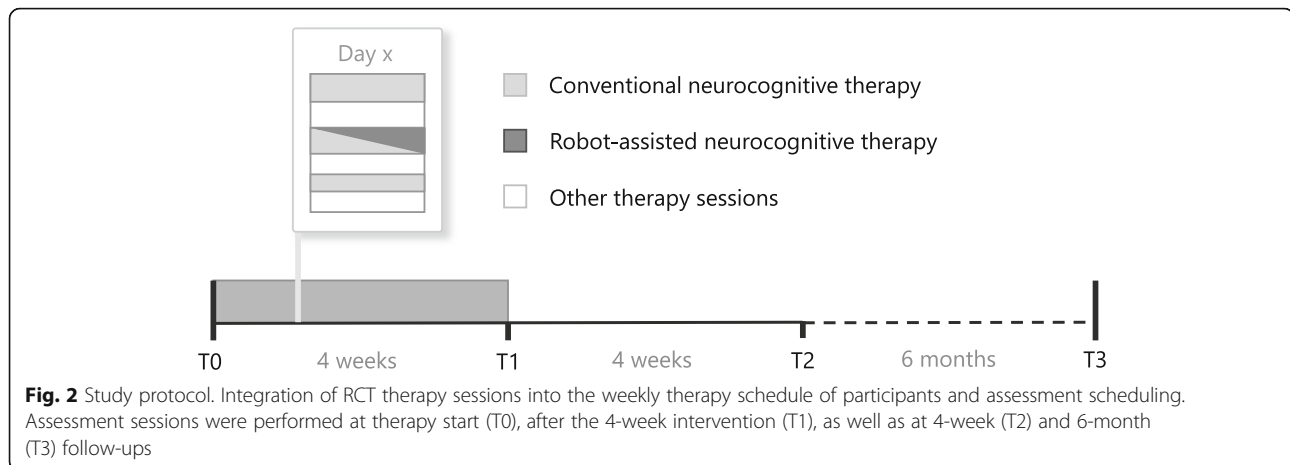 Day x
Conventional neurocognitive therapy
Robot-assisted neurocognitive therapy
Other therapy sessions
T0 4 weeks T1 4 weeks T2 6 months T3
Fig. 2 Study protocol. Integration of RCT therapy sessions into the weekly therapy schedule of participants and assessment scheduling.
Assessment sessions were performed at therapy start (T0), after the 4-week intervention (T1), as well as at 4-week (T2) and 6-month
(T3) follow-ups